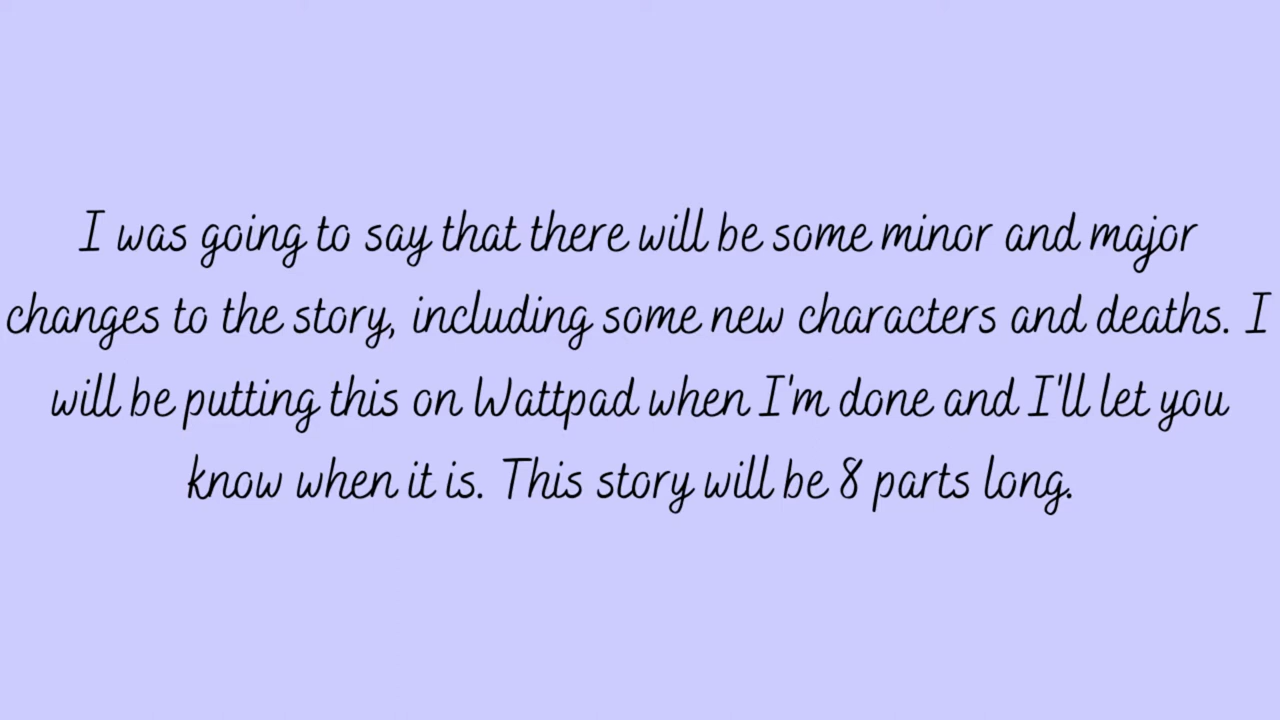 I was going to say that there will be some minor and major
changes to the story, including some new characters and deaths. I
will be putting this on Wattpad when I'm done and I'll let you
know when it is. This story will be 8 parts long.